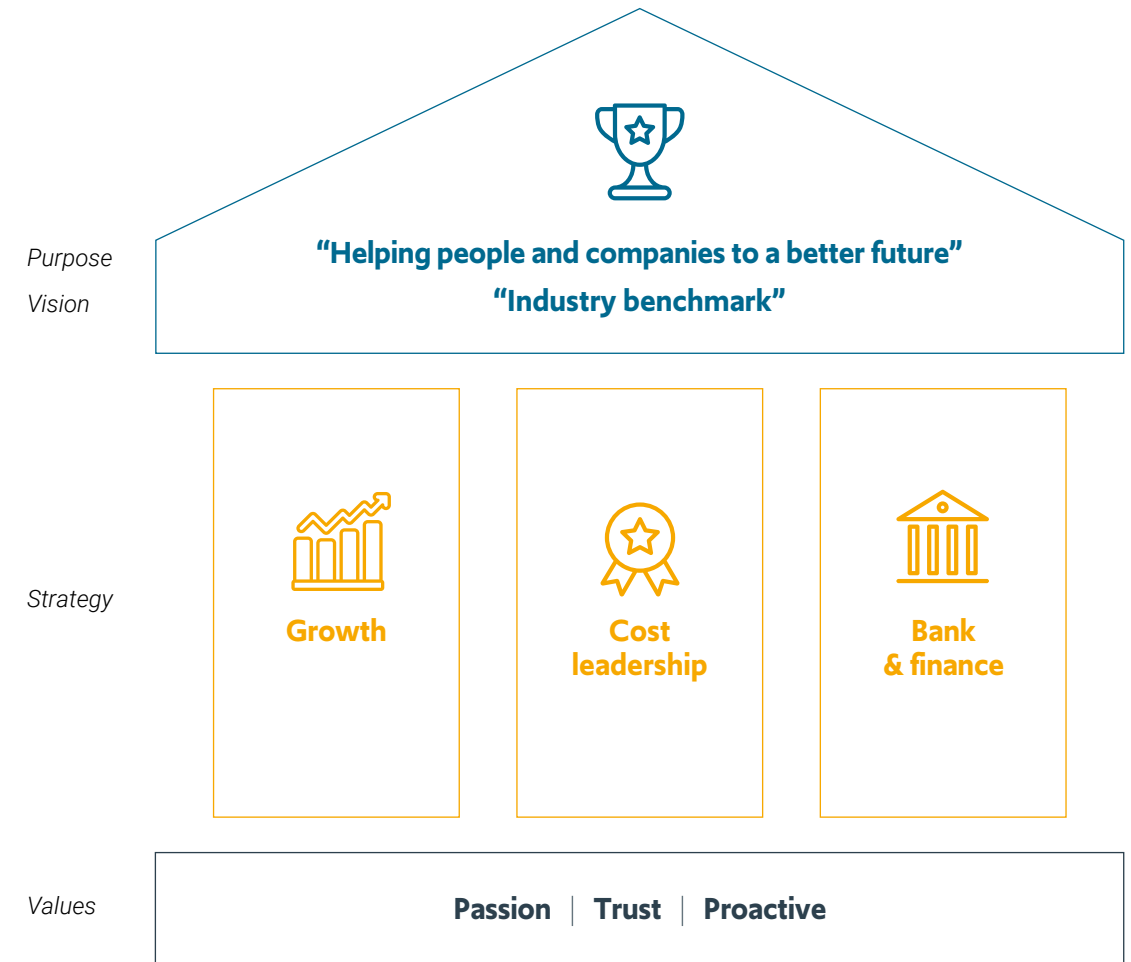 Purpose
“Helping people and companies to a better future”
Vision
“Industry benchmark”
Strategy
Growth
Cost
leadership
Bank
& finance
Values
Passion | Trust | Proactive